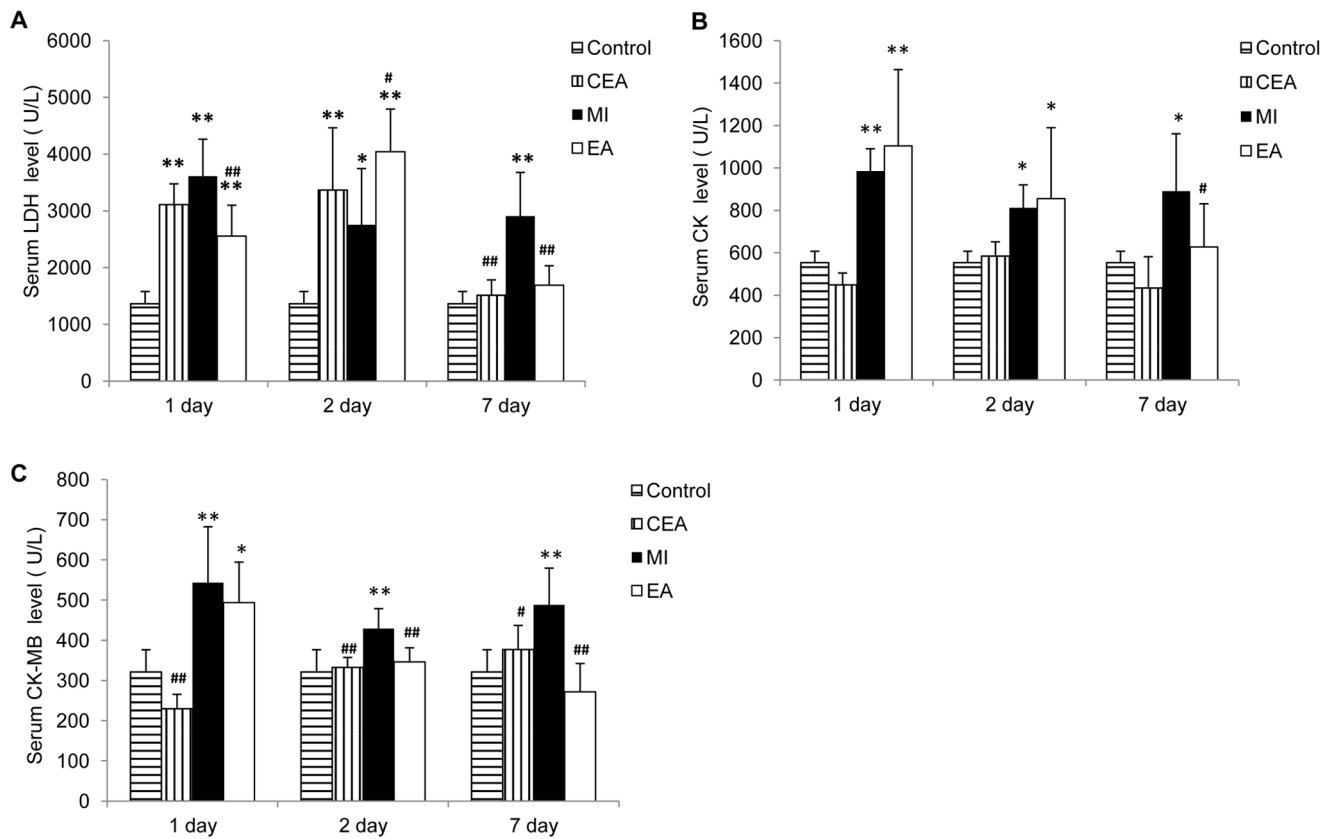 A
Serum LDH level ( U/L)
6000
5000
4000
3000
2000
1000
0
** ** ## **
** * # **
## ** ##
1 day 2 day 7 day
Control
CEA
MI
EA
B
Serum CK level ( U/L)
1600
1400
1200
1000
800
600
400
200
0
** **
* *
* #
1 day 2 day 7 day
Control
CEA
MI
EA
C
Serum CK-MB level ( U/L)
800
700
600
500
400
300
200
100
0
## ** *
## ** ##
# ** ##
1 day 2 day 7 day
Control
CEA
MI
EA